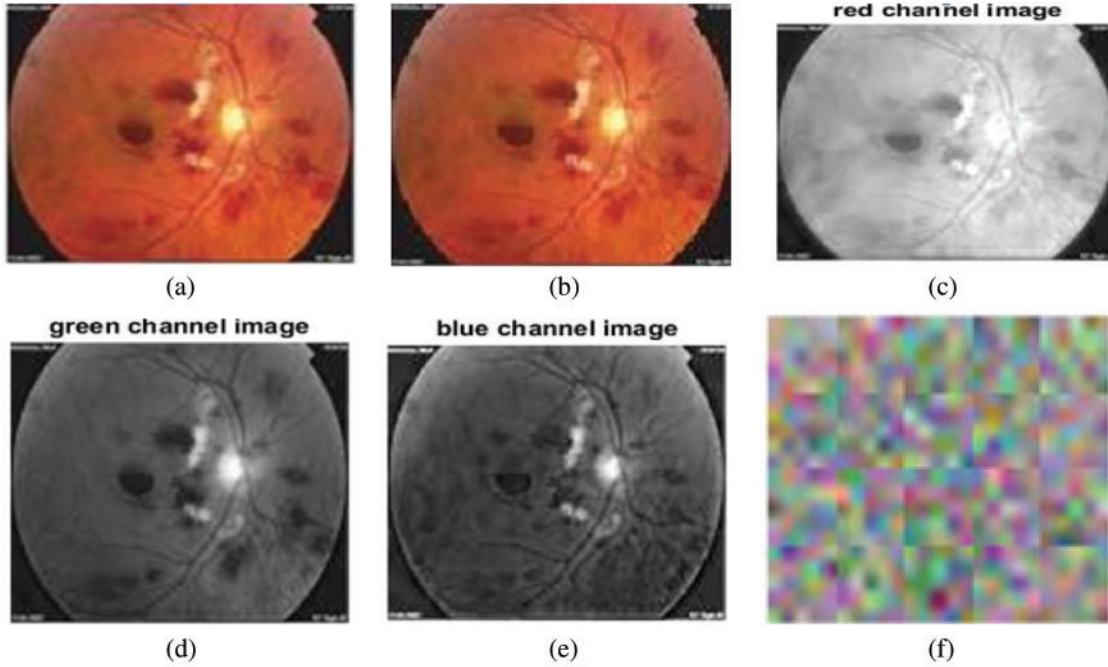 red channel image
(a)
(b)
(c)
green channel image
blue channel image
(d)
(e)
(f)